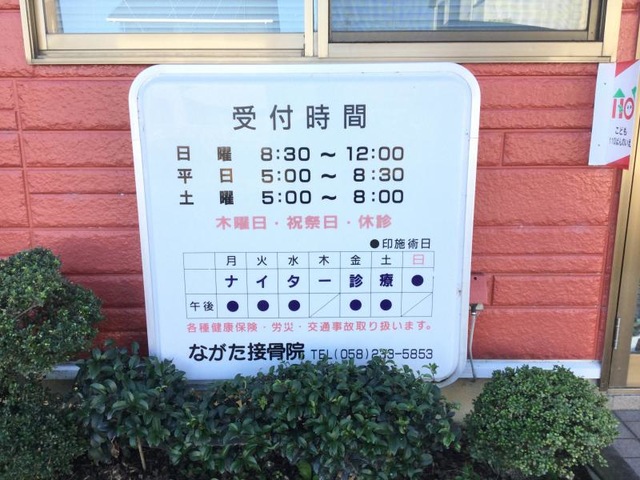 受付時間
日曜 8:30～12:00
平日 5:00～8:30
土曜 5:00～8:00
木曜日・祝祭日・休診
●印施術日
月 火 水 木 金 土 日
ナイター診療 ●
午後 ● ● ● ／ ● ● ／
各種健康保険・労災・交通事故取り扱います。
ながた接骨院 TEL(058)233-5853
こども